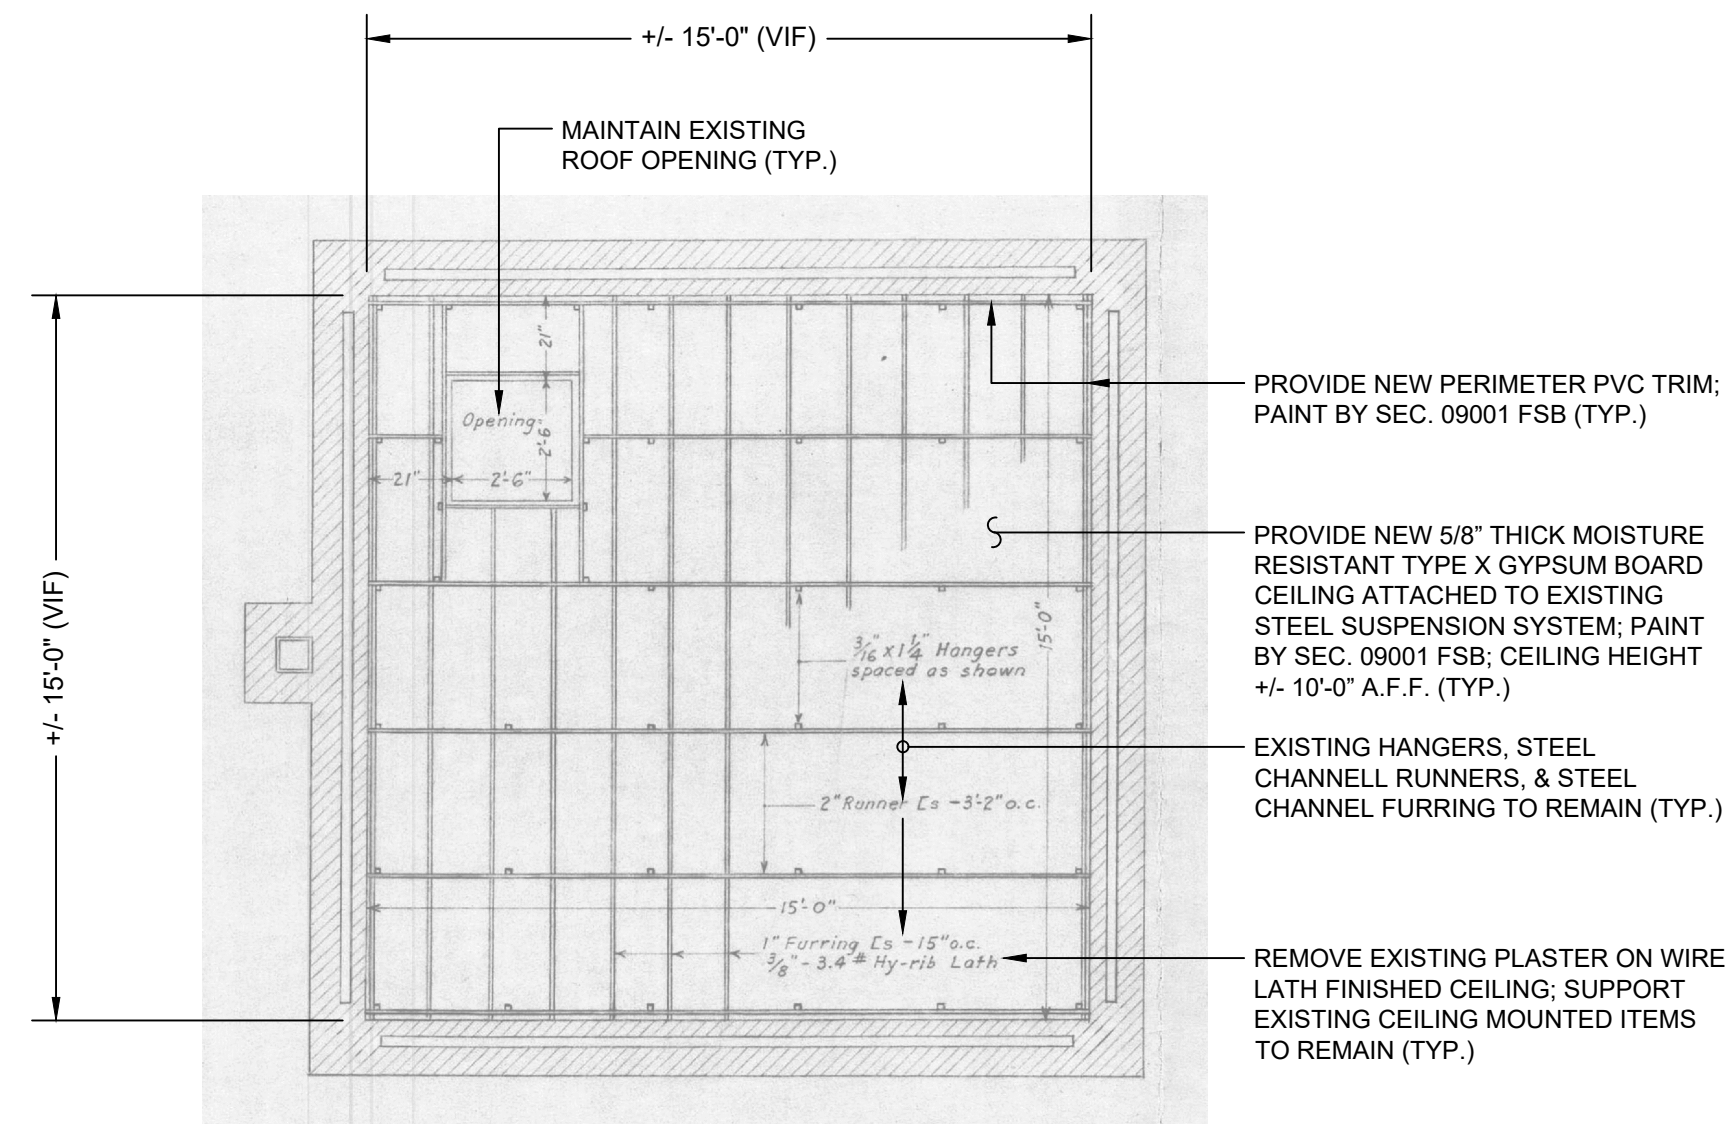 +/- 15'-0" (VIF)
MAINTAIN EXISTING
ROOF OPENING (TYP.)
+/- 15'-0" (VIF)
21"
Opening
2'-6"
21"
2'-6"
15'-0"
3/16" x 1 1/4" Hangers
spaced as shown
2" Runner [s - 3'-2" o.c.
15'-0"
1" Furring [s - 15" o.c.
3/8" - 3.4 # Hy-rib Lath
PROVIDE NEW PERIMETER PVC TRIM;
PAINT BY SEC. 09001 FSB (TYP.)
PROVIDE NEW 5/8” THICK MOISTURE
RESISTANT TYPE X GYPSUM BOARD
CEILING ATTACHED TO EXISTING
STEEL SUSPENSION SYSTEM; PAINT
BY SEC. 09001 FSB; CEILING HEIGHT
+/- 10'-0” A.F.F. (TYP.)
EXISTING HANGERS, STEEL
CHANNELL RUNNERS, & STEEL
CHANNEL FURRING TO REMAIN (TYP.)
REMOVE EXISTING PLASTER ON WIRE
LATH FINISHED CEILING; SUPPORT
EXISTING CEILING MOUNTED ITEMS
TO REMAIN (TYP.)